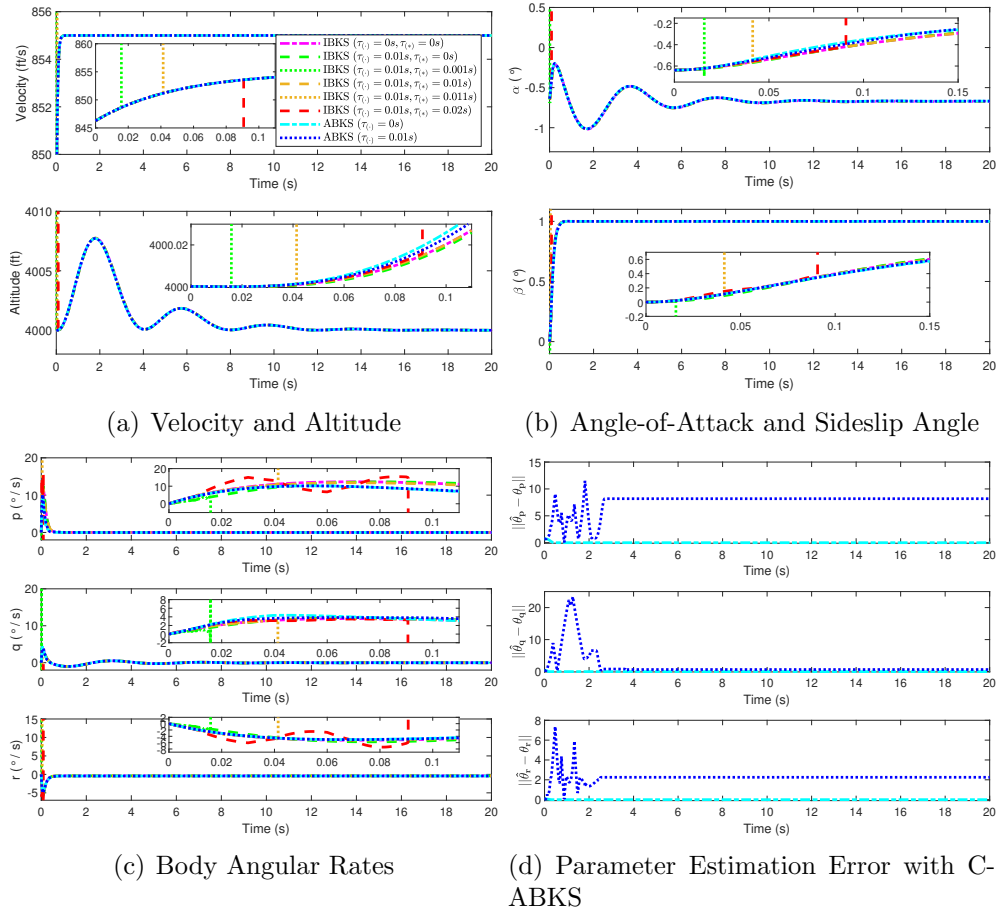 Velocity (ft/s)
856
854
852
850
860
855
850
845
0 0.02 0.04 0.06 0.08 0.1
IBKS (τ(·) = 0s, τ(*) = 0s)
IBKS (τ(·) = 0.01s, τ(*) = 0s)
IBKS (τ(·) = 0.01s, τ(*) = 0.001s)
IBKS (τ(·) = 0.01s, τ(*) = 0.01s)
IBKS (τ(·) = 0.01s, τ(*) = 0.011s)
IBKS (τ(·) = 0.01s, τ(*) = 0.02s)
ABKS (τ(·) = 0s)
ABKS (τ(·) = 0.01s)
0 2 4 6 8 10 12 14 16 18 20
Time (s)
Altitude (ft)
4010
4005
4000
4000.02
4000
0 0.02 0.04 0.06 0.08 0.1
0 2 4 6 8 10 12 14 16 18 20
Time (s)
(a) Velocity and Altitude
α (°)
0.5
0
-0.5
-1
-0.2
-0.4
-0.6
0 0.05 0.1 0.15
0 2 4 6 8 10 12 14 16 18 20
Time (s)
β (°)
1
0.5
0
0.6
0.4
0.2
0
-0.2
0 0.05 0.1 0.15
0 2 4 6 8 10 12 14 16 18 20
Time (s)
(b) Angle-of-Attack and Sideslip Angle
p (°/ s)
20
10
0
20
10
0
-10
0 0.02 0.04 0.06 0.08 0.1
0 2 4 6 8 10 12 14 16 18 20
Time (s)
q (°/ s)
20
10
0
8
4
2
0
-2
0 0.02 0.04 0.06 0.08 0.1
0 2 4 6 8 10 12 14 16 18 20
Time (s)
r (°/ s)
15
10
5
0
-5
2
0
-2
-4
-6
-8
0 0.02 0.04 0.06 0.08 0.1
0 2 4 6 8 10 12 14 16 18 20
Time (s)
(c) Body Angular Rates
||θ̂p − θp||
15
10
5
0
0 2 4 6 8 10 12 14 16 18 20
Time (s)
||θ̂q − θq||
20
10
0
0 2 4 6 8 10 12 14 16 18 20
Time (s)
||θ̂r − θr||
8
6
4
2
0
0 2 4 6 8 10 12 14 16 18 20
Time (s)
(d) Parameter Estimation Error with C-
ABKS